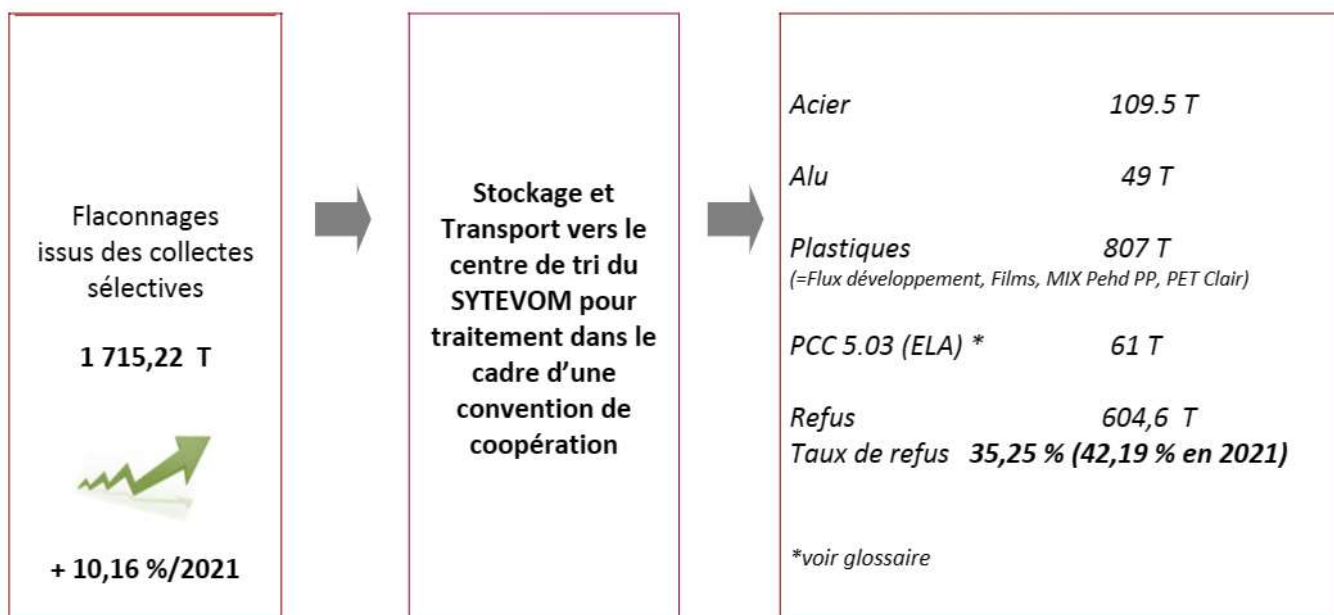 Flaconnages
issus des collectes
sélectives
1 715,22 T
+ 10,16 %/2021
Stockage et
Transport vers le
centre de tri du
SYTEVOM pour
traitement dans le
cadre d’une
convention de
coopération
Acier 109.5 T
Alu 49 T
Plastiques 807 T
(=Flux développement, Films, MIX Pehd PP, PET Clair)
PCC 5.03 (ELA) * 61 T
Refus 604,6 T
Taux de refus 35,25 % (42,19 % en 2021)
*voir glossaire